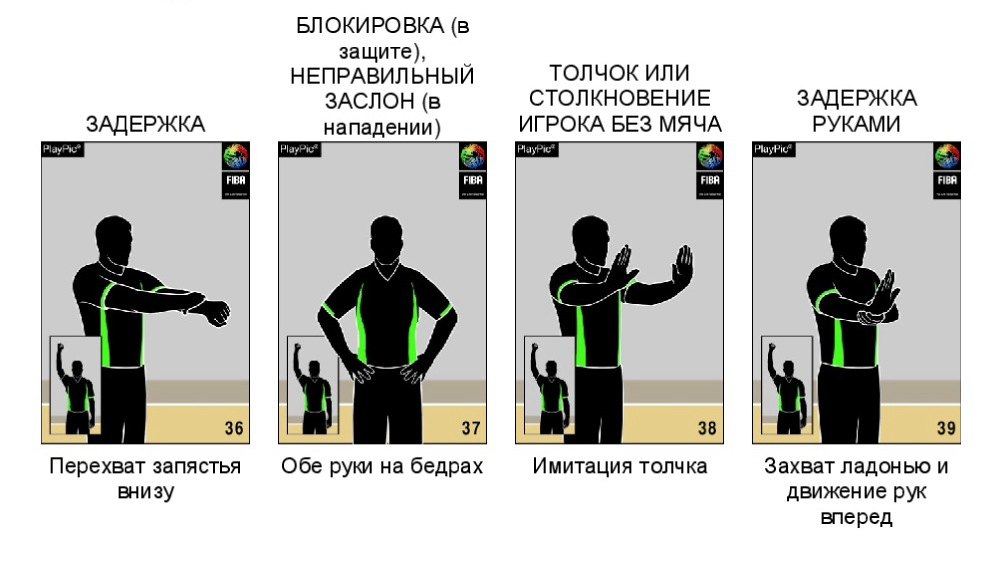 БЛОКИРОВКА (в
защите),
НЕПРАВИЛЬНЫЙ
ЗАСЛОН (в
нападении)
ТОЛЧОК ИЛИ
СТОЛКНОВЕНИЕ
ИГРОКА БЕЗ МЯЧА
ЗАДЕРЖКА
РУКАМИ
ЗАДЕРЖКА
PlayPic®
FIBA
36
PlayPic®
FIBA
37
PlayPic®
FIBA
38
PlayPic®
FIBA
39
Перехват запястья
внизу
Обе руки на бедрах
Имитация толчка
Захват ладонью и
движение рук
вперед